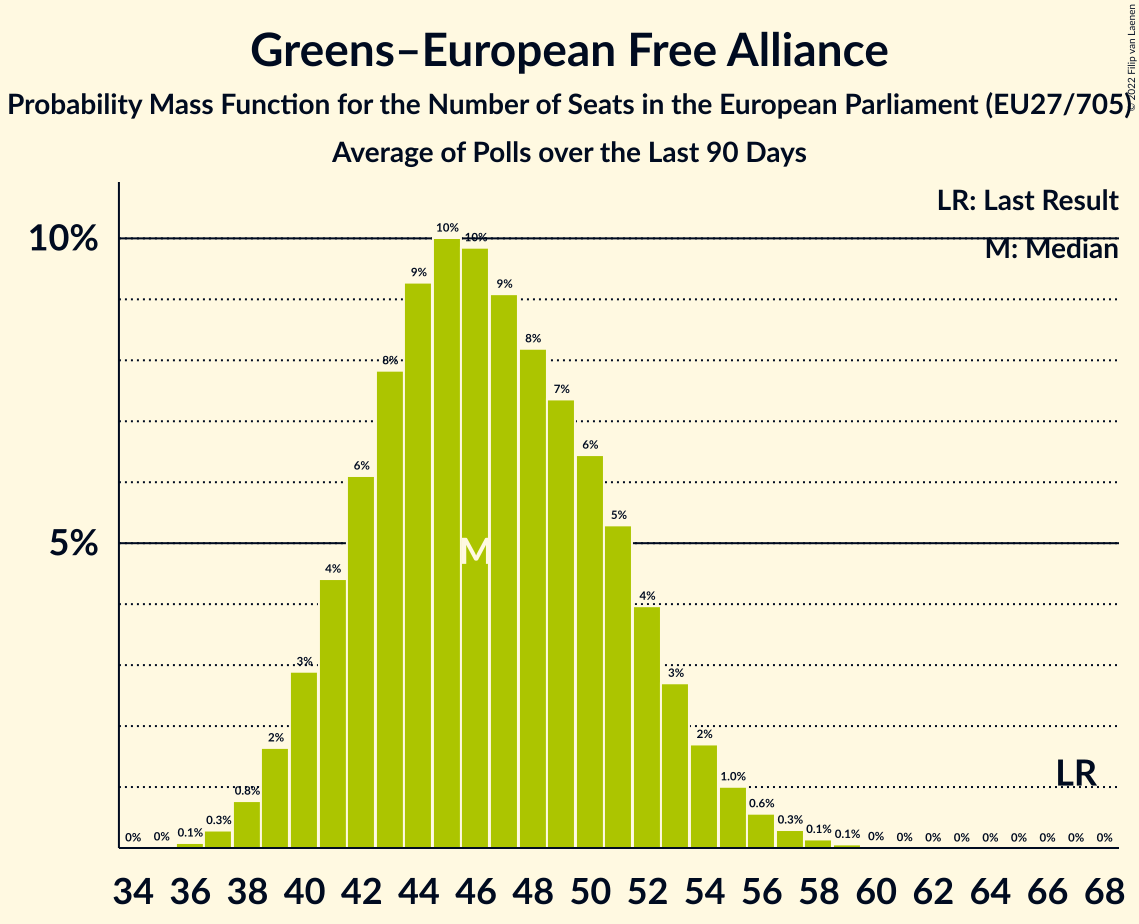 Greens–European Free Alliance
Probability Mass Function for the Number of Seats in the European Parliament (EU27/705)
Average of Polls over the Last 90 Days
© 2022 Filip van Laenen
LR: Last Result
M: Median
10%
5%
0% 0% 0.1% 0.3% 0.8% 2% 3% 4% 6% 8% 9% 10% 10% 9% 8% 7% 6% 5% 4% 3% 2% 1.0% 0.6% 0.3% 0.1% 0.1% 0% 0% 0% 0% 0% 0% 0% 0% 0%
M
LR
34 36 38 40 42 44 46 48 50 52 54 56 58 60 62 64 66 68